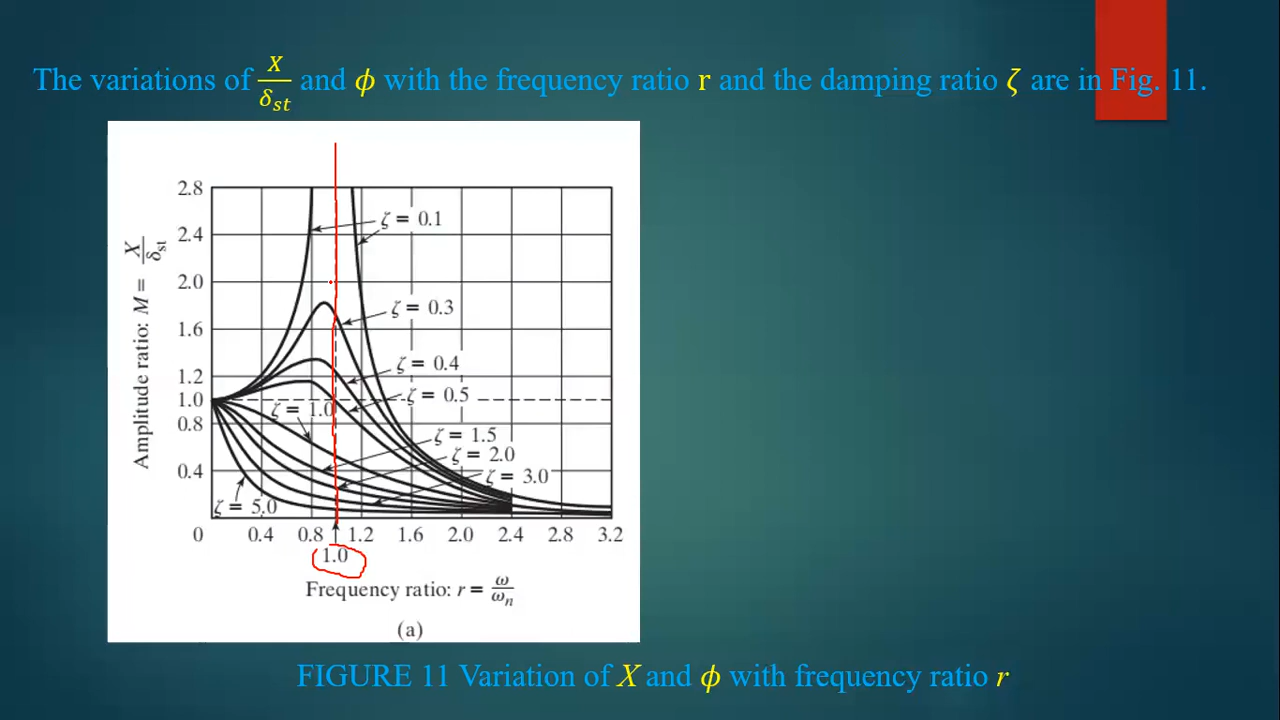 The variations of X/δst and ϕ with the frequency ratio r and the damping ratio ζ are in Fig. 11.
2.8
2.4
2.0
1.6
1.2
1.0
0.8
0.4
Amplitude ratio: M = X/δst
ζ = 0.1
ζ = 0.3
ζ = 0.4
ζ = 0.5
ζ = 1.0
ζ = 1.5
ζ = 2.0
ζ = 3.0
ζ = 5.0
0 0.4 0.8 1.2 1.6 2.0 2.4 2.8 3.2
1.0
Frequency ratio: r = ω/ωn
(a)
FIGURE 11 Variation of X and ϕ with frequency ratio r